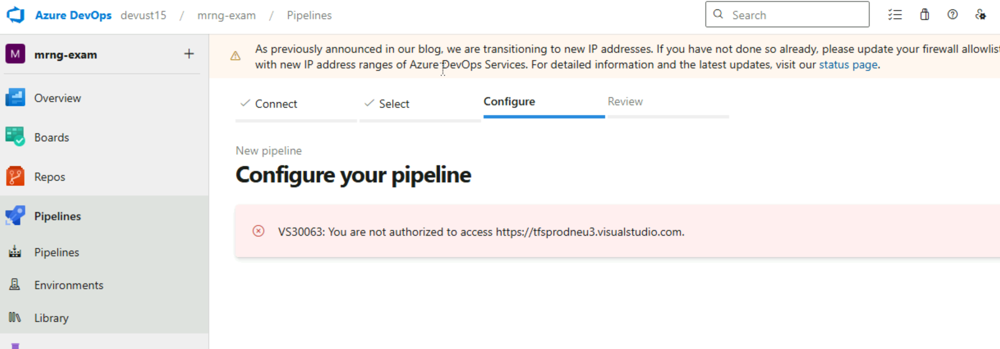 Azure DevOps devust15 / mrng-exam / Pipelines
Search
M mrng-exam +
As previously announced in our blog, we are transitioning to new IP addresses. If you have not done so already, please update your firewall allowlist
with new IP address ranges of Azure DevOps Services. For detailed information and the latest updates, visit our status page.
Overview
Boards
Repos
Pipelines
Pipelines
Environments
Library
Connect
Select
Configure
Review
New pipeline
Configure your pipeline
VS30063: You are not authorized to access https://tfsprodneu3.visualstudio.com.